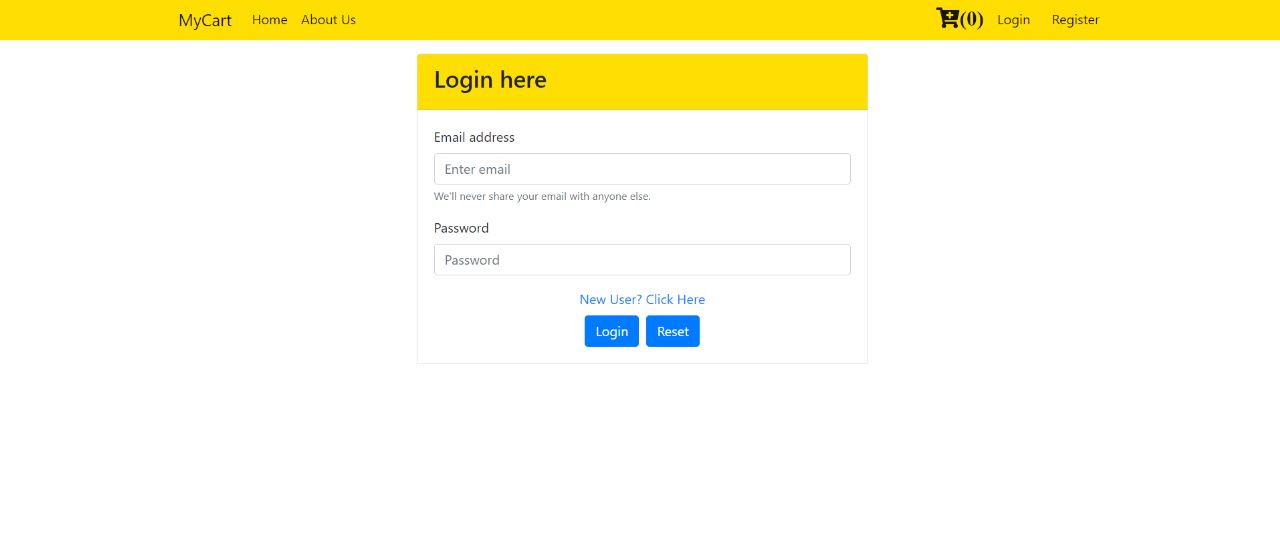 MyCart Home About Us (0) Login Register
Login here
Email address
Enter email
We'll never share your email with anyone else.
Password
Password
New User? Click Here
Login Reset